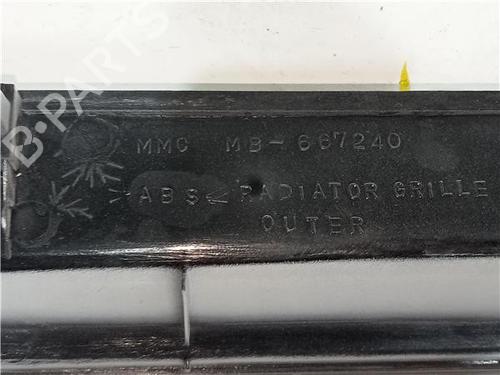 B-PARTS
MMC MB-667240
>ABS< RADIATOR GRILLE
OUTER